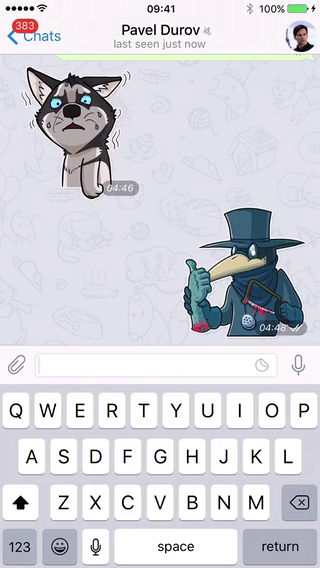 09:41
100%
383
Chats
Pavel Durov
last seen just now
04:46
04:48
Q W E R T Y U I O P
A S D F G H J K L
Z X C V B N M
123
space
return